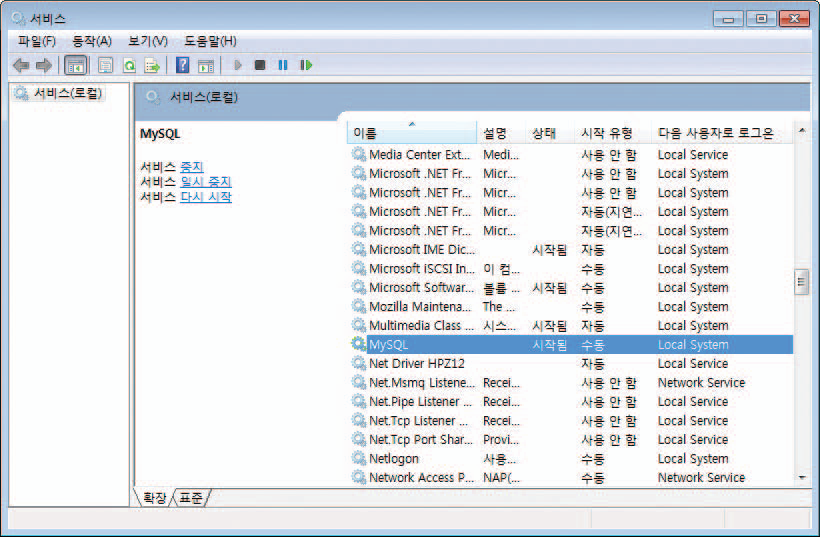 서비스
파일(F) 동작(A) 보기(V) 도움말(H)
서비스(로컬)
서비스(로컬)
MySQL
서비스 중지
서비스 일시 중지
서비스 다시 시작
이름 설명 상태 시작 유형 다음 사용자로 로그온
Media Center Ext... Medi... 사용 안 함 Local Service
Microsoft .NET Fr... Micr... 사용 안 함 Local System
Microsoft .NET Fr... Micr... 사용 안 함 Local System
Microsoft .NET Fr... Micr... 자동(지연... Local System
Microsoft .NET Fr... Micr... 자동(지연... Local System
Microsoft IME Dic... 시작됨 자동 Local System
Microsoft iSCSI In... 이 컴... 수동 Local System
Microsoft Softwar... 볼륨 ... 시작됨 수동 Local System
Mozilla Maintena... The ... 수동 Local System
Multimedia Class ... 시스... 시작됨 자동 Local System
MySQL 시작됨 수동 Local System
Net Driver HPZ12 자동 Local Service
Net.Msmq Listene... Recei... 사용 안 함 Network Service
Net.Pipe Listener ... Recei... 사용 안 함 Local Service
Net.Tcp Listener ... Recei... 사용 안 함 Local Service
Net.Tcp Port Shar... Provi... 사용 안 함 Local Service
Netlogon 사용... 수동 Local System
Network Access P... NAP(... 수동 Network Service
확장 표준